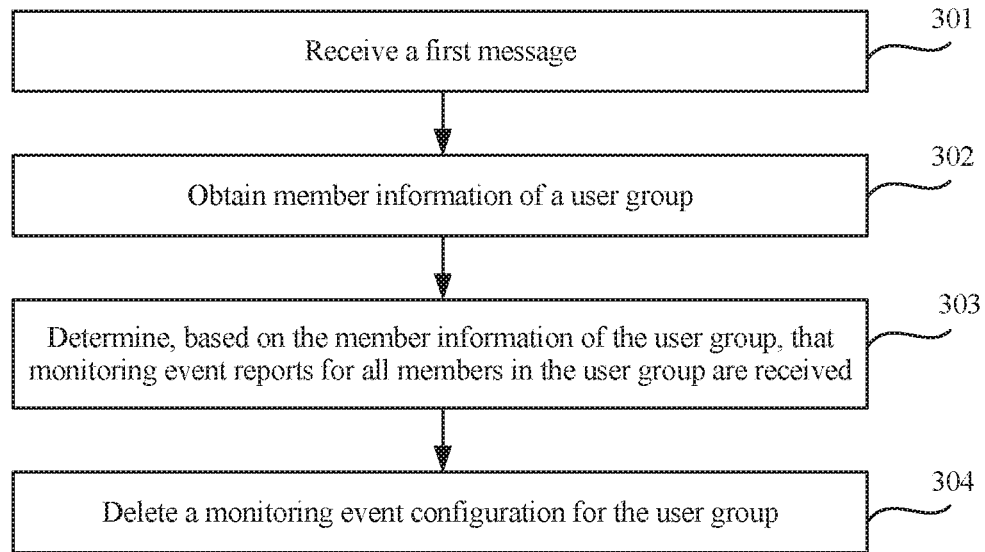 301
Receive a first message
302
Obtain member information of a user group
303
Determine, based on the member information of the user group, that
monitoring event reports for all members in the user group are received
304
Delete a monitoring event configuration for the user group